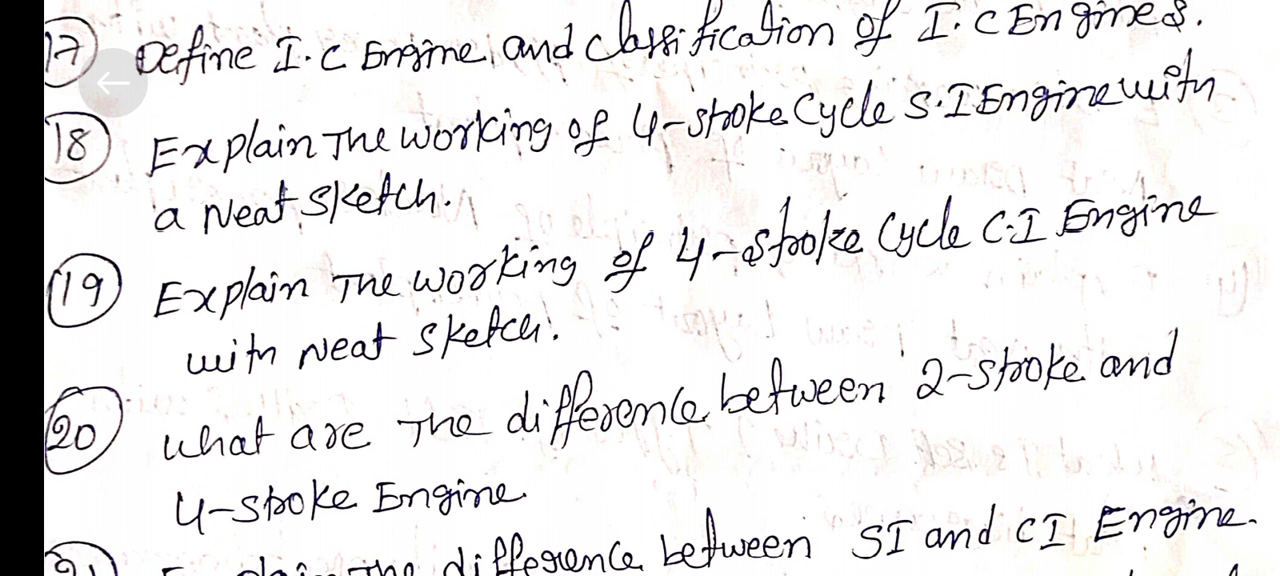 17 Define I.C Engine, and classification of I.C Engines.
18 Explain The working of 4-stroke Cycle S.I Engine with
a Neat Sketch.
19 Explain The working of 4-stroke Cycle C.I Engine
with Neat Sketch.
20 what are The difference between 2-stroke and
4-stroke Engine.
The difference between SI and CI Engine.